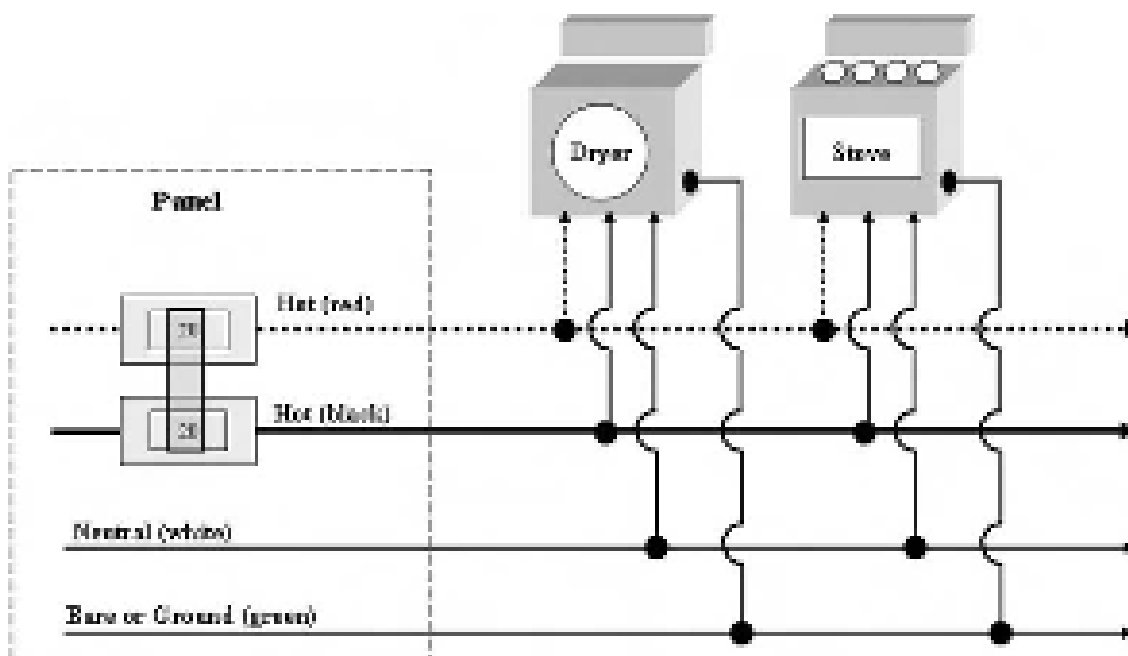 Dryer
Stove
Panel
Hot (red)
20
Hot (black)
20
Neutral (white)
Bare or Ground (green)